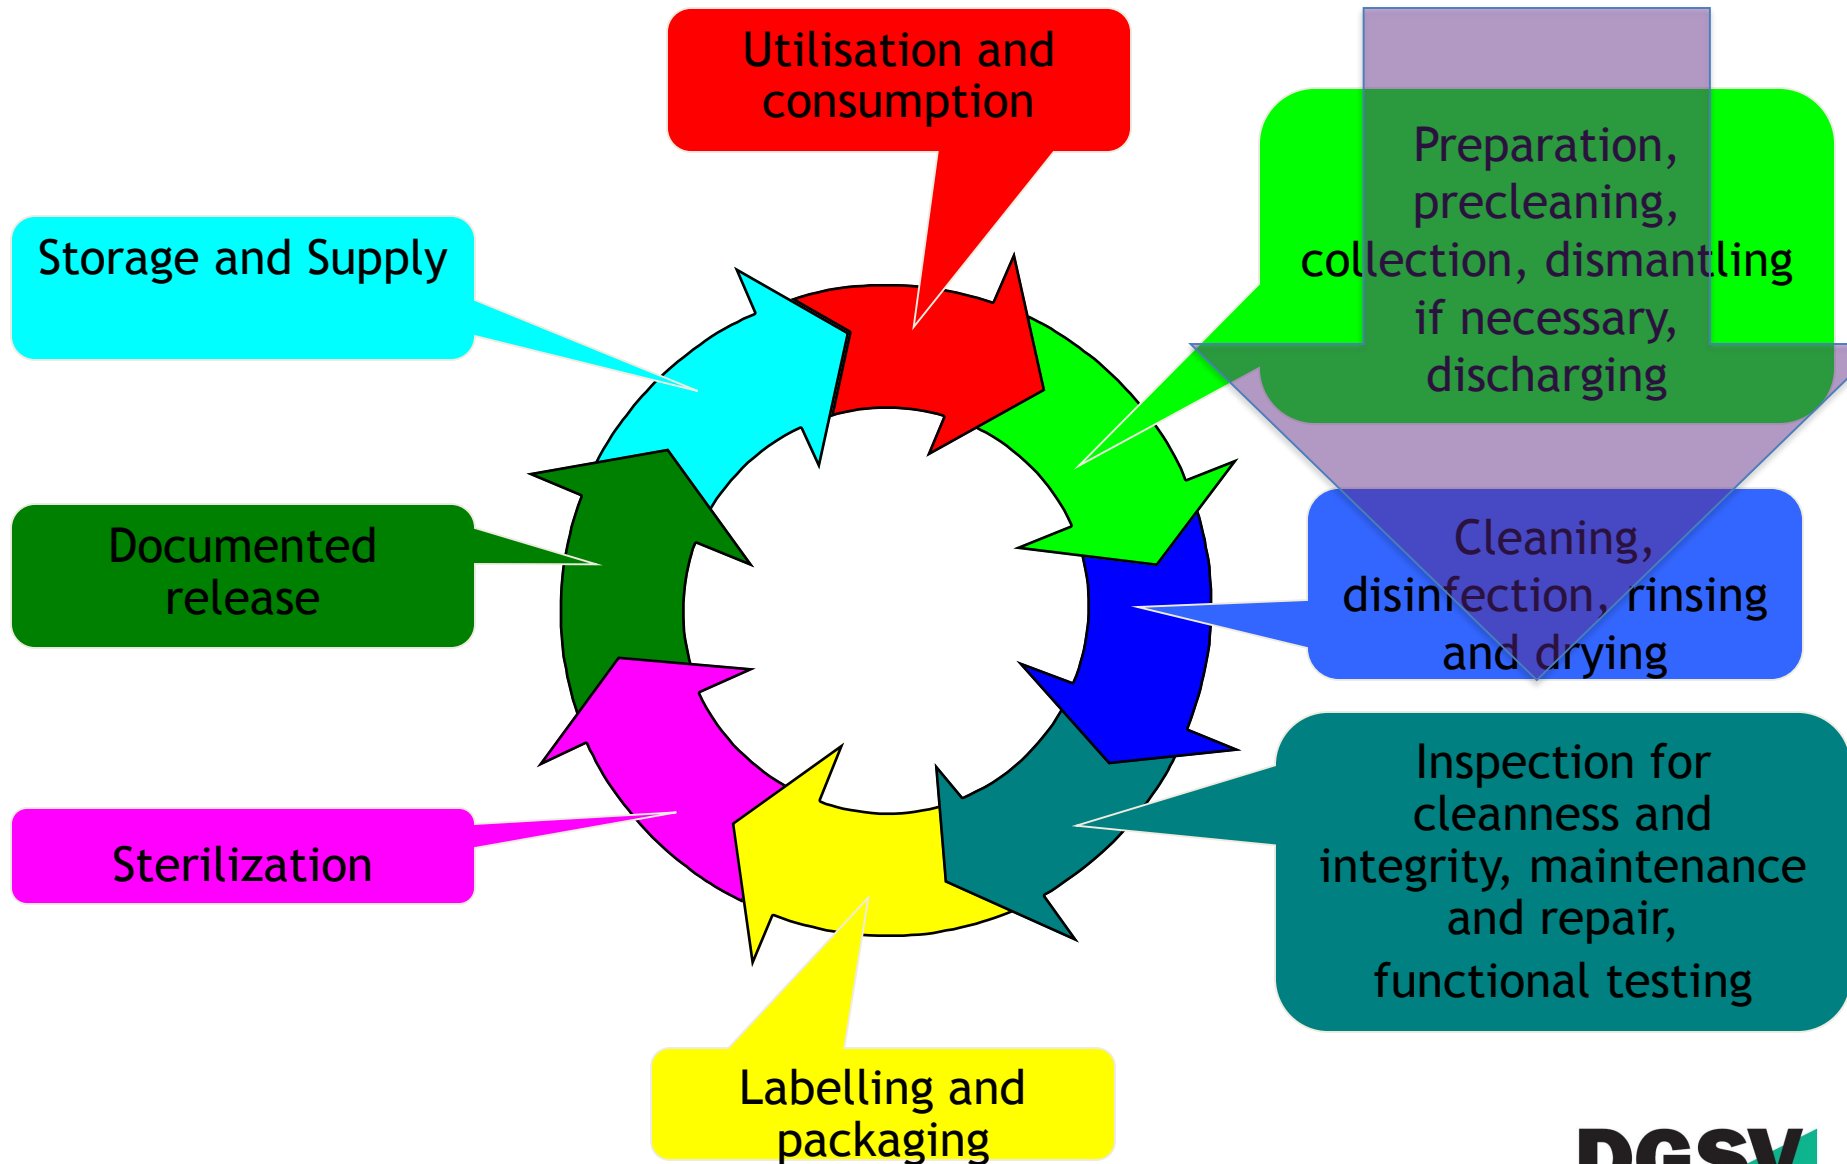 Utilisation and
consumption
Preparation,
precleaning,
collection, dismantling
if necessary,
discharging
Storage and Supply
Cleaning,
disinfection, rinsing
and drying
Documented
release
Inspection for
cleanness and
integrity, maintenance
and repair,
functional testing
Sterilization
Labelling and
packaging
DGSV